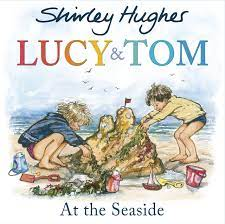 Shirley Hughes
LUCY & TOM
At the Seaside